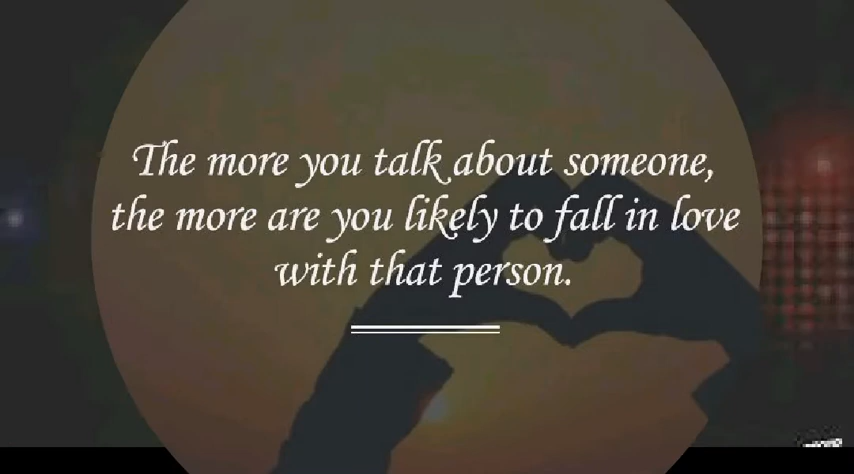 The more you talk about someone,
the more are you likely to fall in love
with that person.